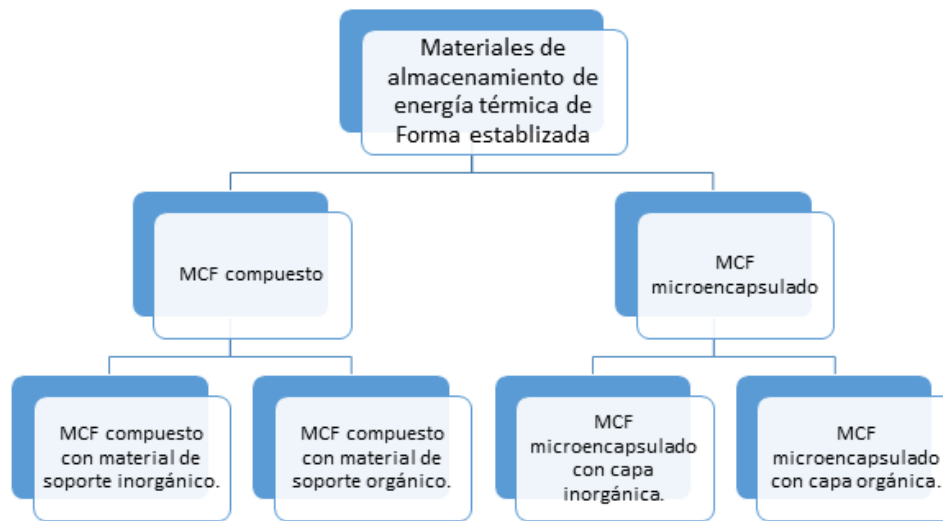 Materiales de
almacenamiento de
energía térmica de
Forma establizada
MCF compuesto
MCF
microencapsulado
MCF compuesto
con material de
soporte inorgánico.
MCF compuesto
con material de
soporte orgánico.
MCF
microencapsulado
con capa
inorgánica.
MCF
microencapsulado
con capa orgánica.